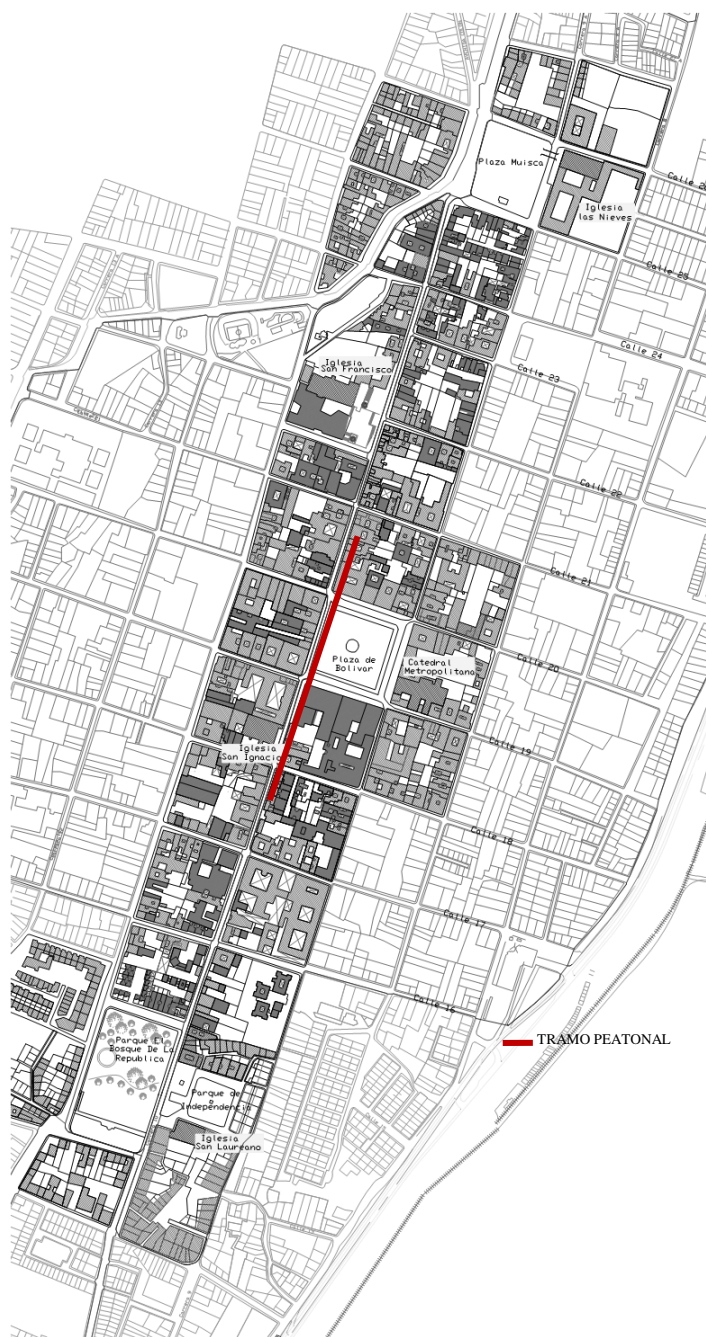 Plaza Muisca
Calle 26
Iglesia
las Nieves
Calle 25
Calle 24
Iglesia
San Francisco
Calle 23
Calle 22
Calle 21
Plaza de
Bolivar
Catedral
Metropolitana
Calle 20
Iglesia
San Ignacio
Calle 19
Calle 18
Calle 17
Calle 16
TRAMO PEATONAL
Parque El
Bosque De La
Republica
Parque de
Independencia
Iglesia
San Laureano